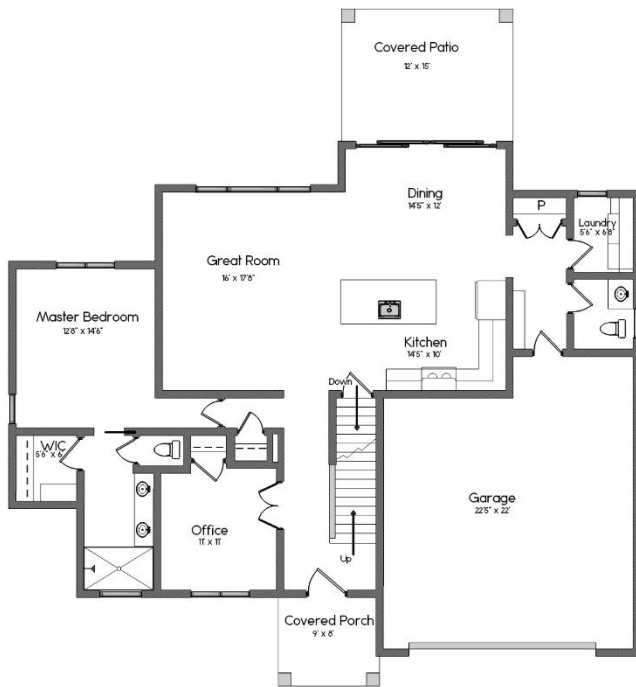 Covered Patio
12' x 15'
Dining
14'5" x 12'
P
Laundry
5'6" x 6'8"
Great Room
16' x 17'8"
Master Bedroom
12'8" x 14'6"
Kitchen
14'5" x 10'
Down
WIC
5'6" x 6'
Garage
22'5" x 22'
Office
11' x 11'
Up
Covered Porch
9' x 8'